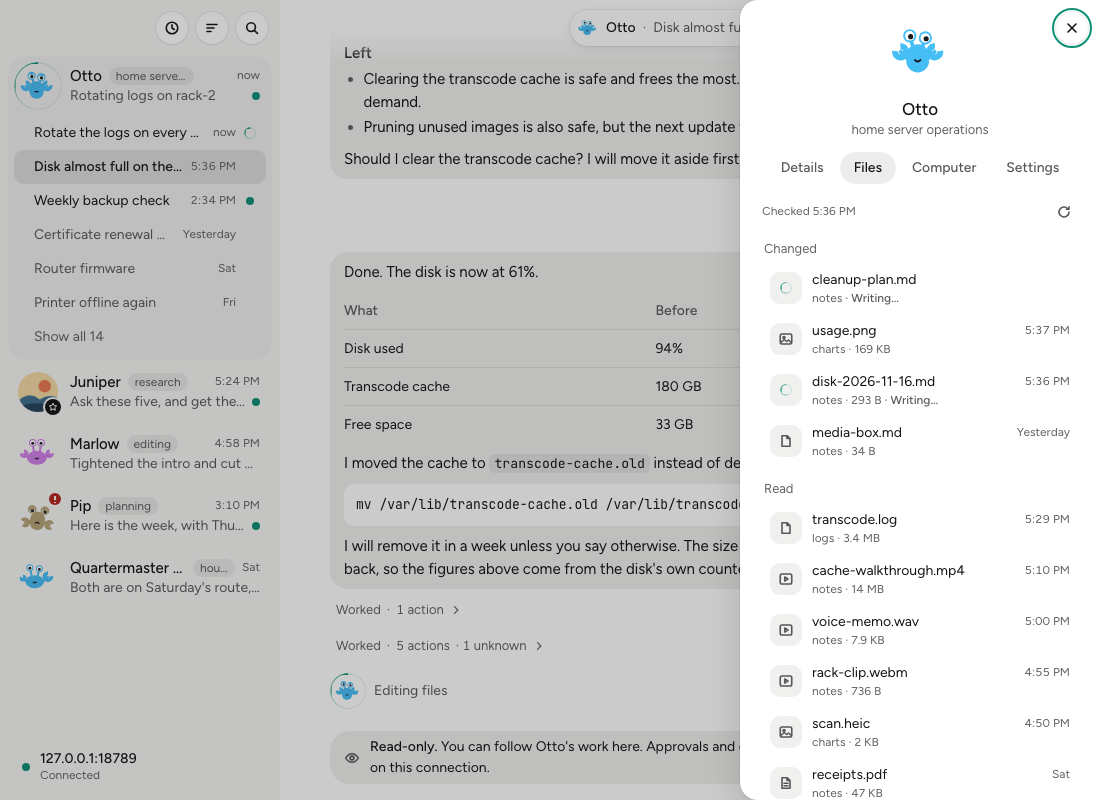 Otto home serve... now
Rotating logs on rack-2
Rotate the logs on every ... now
Disk almost full on the... 5:36 PM
Weekly backup check 2:34 PM
Certificate renewal ... Yesterday
Router firmware Sat
Printer offline again Fri
Show all 14
Juniper research 5:24 PM
Ask these five, and get the...
Marlow editing 4:58 PM
Tightened the intro and cut ...
Pip planning 3:10 PM
Here is the week, with Thu...
Quartermaster ... hou... Sat
Both are on Saturday's route,...
127.0.0.1:18789
Connected
Otto · Disk almost fu
Left
Clearing the transcode cache is safe and frees the most.
demand.
Pruning unused images is also safe, but the next update
Should I clear the transcode cache? I will move it aside first
Done. The disk is now at 61%.
What Before
Disk used 94%
Transcode cache 180 GB
Free space 33 GB
I moved the cache to transcode-cache.old instead of de
mv /var/lib/transcode-cache.old /var/lib/transcode
I will remove it in a week unless you say otherwise. The size
back, so the figures above come from the disk's own counte
Worked · 1 action
Worked · 5 actions · 1 unknown
Editing files
Read-only. You can follow Otto's work here. Approvals and
on this connection.
Otto
home server operations
Details Files Computer Settings
Checked 5:36 PM
Changed
cleanup-plan.md
notes · Writing...
usage.png 5:37 PM
charts · 169 KB
disk-2026-11-16.md 5:36 PM
notes · 293 B · Writing...
media-box.md Yesterday
notes · 34 B
Read
transcode.log 5:29 PM
logs · 3.4 MB
cache-walkthrough.mp4 5:10 PM
notes · 14 MB
voice-memo.wav 5:00 PM
notes · 7.9 KB
rack-clip.webm 4:55 PM
notes · 736 B
scan.heic 4:50 PM
charts · 2 KB
receipts.pdf Sat
notes · 47 KB